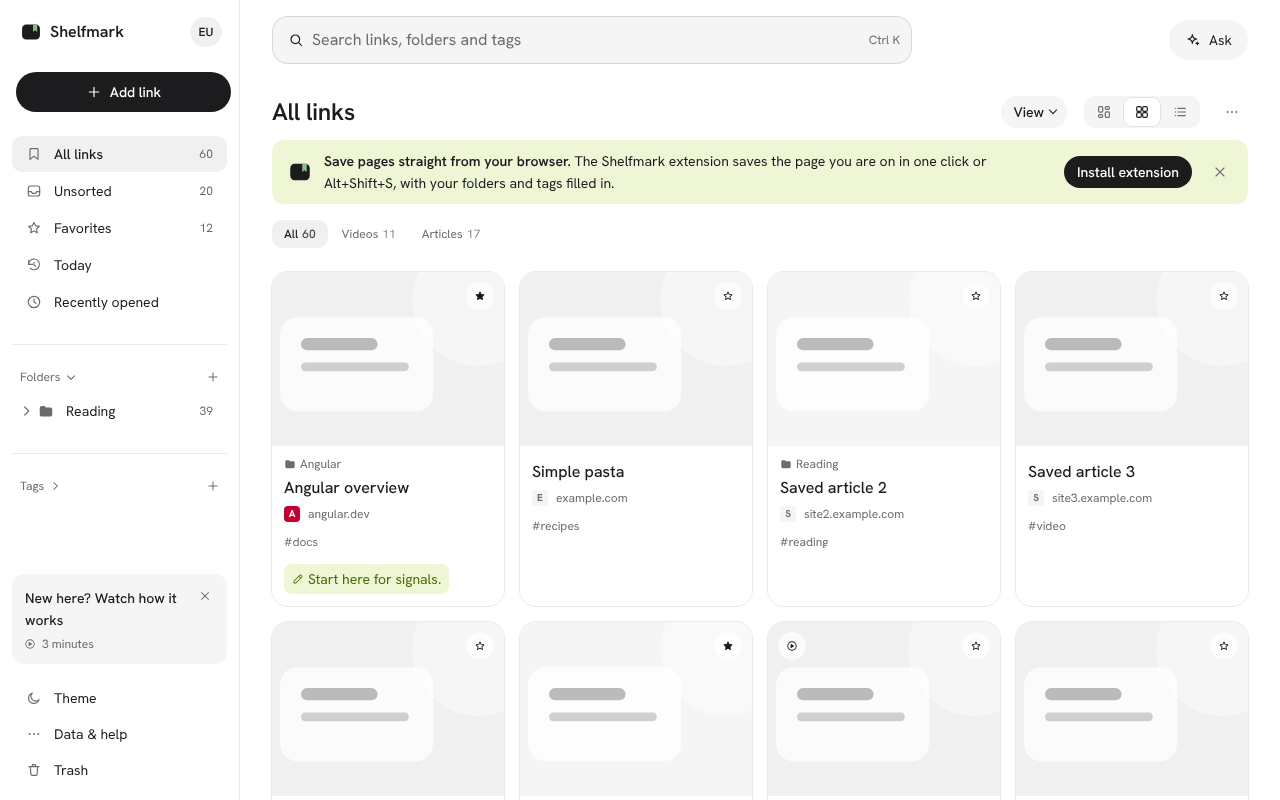 Shelfmark
EU
Add link
All links 60
Unsorted 20
Favorites 12
Today
Recently opened
Folders
Reading 39
Tags
New here? Watch how it
works
3 minutes
Theme
Data & help
Trash
Search links, folders and tags Ctrl K
Ask
All links
View
Save pages straight from your browser. The Shelfmark extension saves the page you are on in one click or
Alt+Shift+S, with your folders and tags filled in.
Install extension
All 60 Videos 11 Articles 17
Angular
Angular overview
A angular.dev
#docs
Start here for signals.
Simple pasta
E example.com
#recipes
Reading
Saved article 2
S site2.example.com
#reading
Saved article 3
S site3.example.com
#video